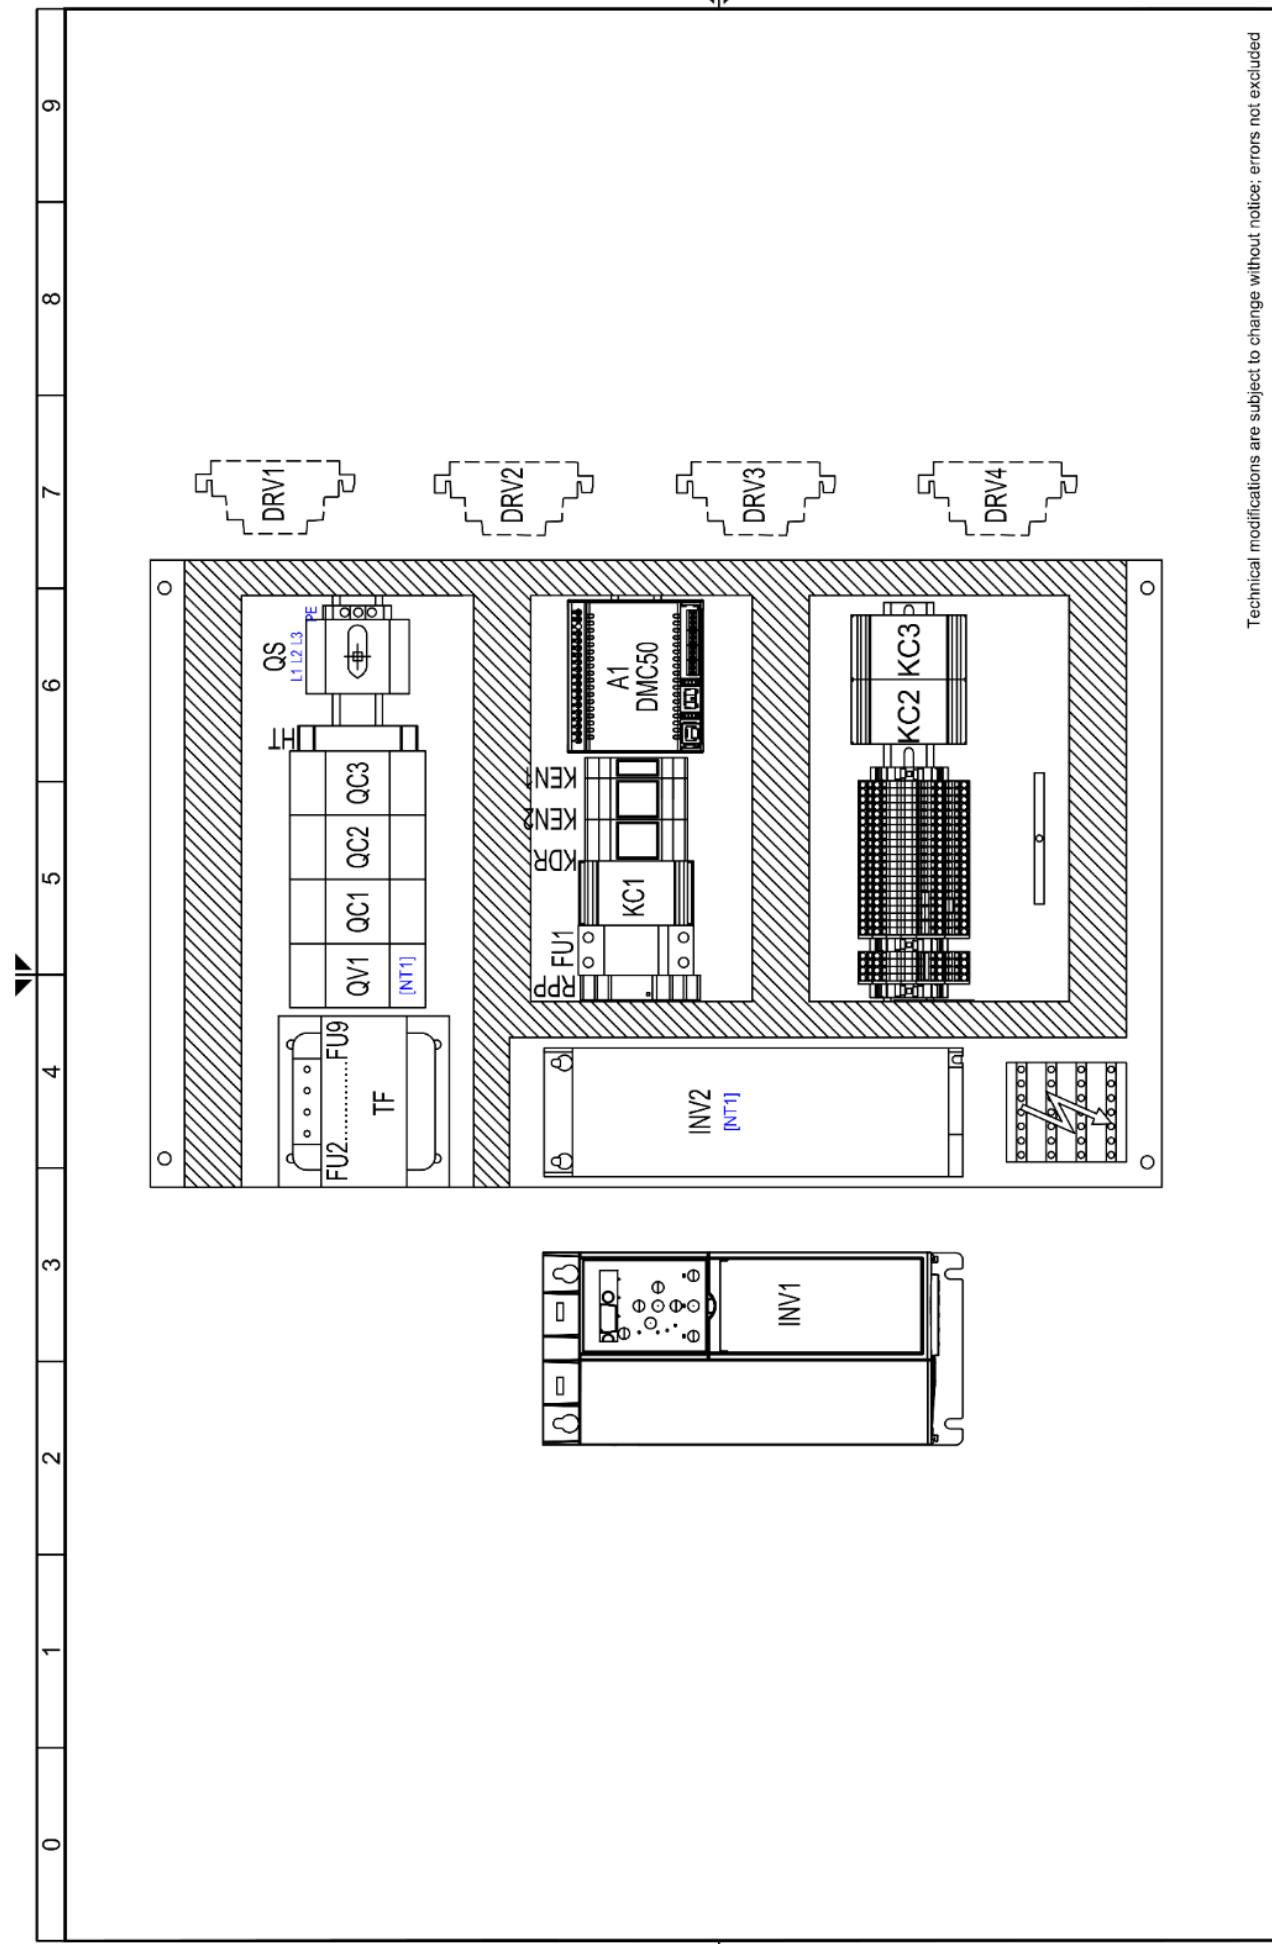 0
1
2
3
4
5
6
7
8
9
FU2..............FU9
TF
QV1
[NT1]
QC1
QC2
QC3
TH
QS
L1 L2 L3
PE
RPP
FU1
KC1
KDR
KEN2
KEN1
A1
DMC50
KC2
KC3
INV2
[NT1]
INV1
DRV1
DRV2
DRV3
DRV4
Technical modifications are subject to change without notice; errors not excluded